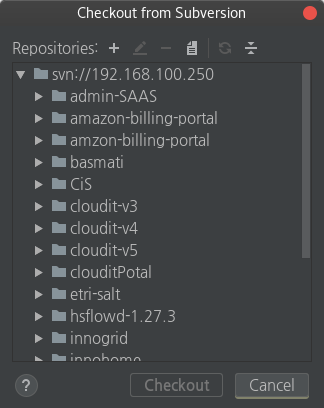 Checkout from Subversion
Repositories:
svn://192.168.100.250
admin-SAAS
amazon-billing-portal
amzon-billing-portal
basmati
CiS
cloudit-v3
cloudit-v4
cloudit-v5
clouditPotal
etri-salt
hsflowd-1.27.3
innogrid
innohome
? Checkout Cancel